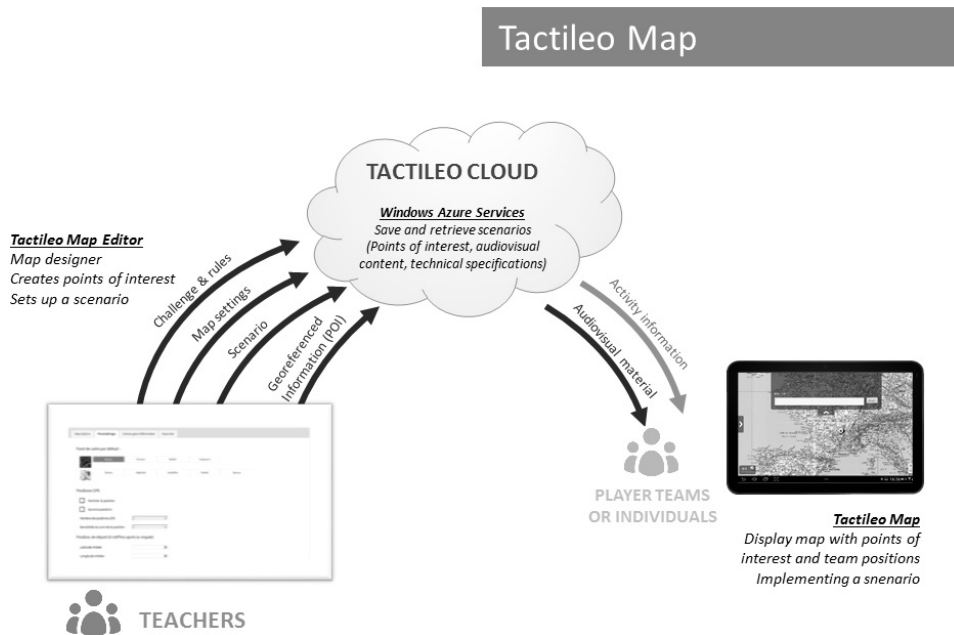 Tactileo Map
TACTILEO CLOUD
Windows Azure Services
Save and retrieve scenarios
(Points of interest, audiovisual
content, technical specifications)
Tactileo Map Editor
Map designer
Creates points of interest
Sets up a scenario
Challenge & rules
Map settings
Scenario
Georeferenced
Information (POI)
Activity information
Audiovisual material
PLAYER TEAMS
OR INDIVIDUALS
Tactileo Map
Display map with points of
interest and team positions
Implementing a snenario
TEACHERS